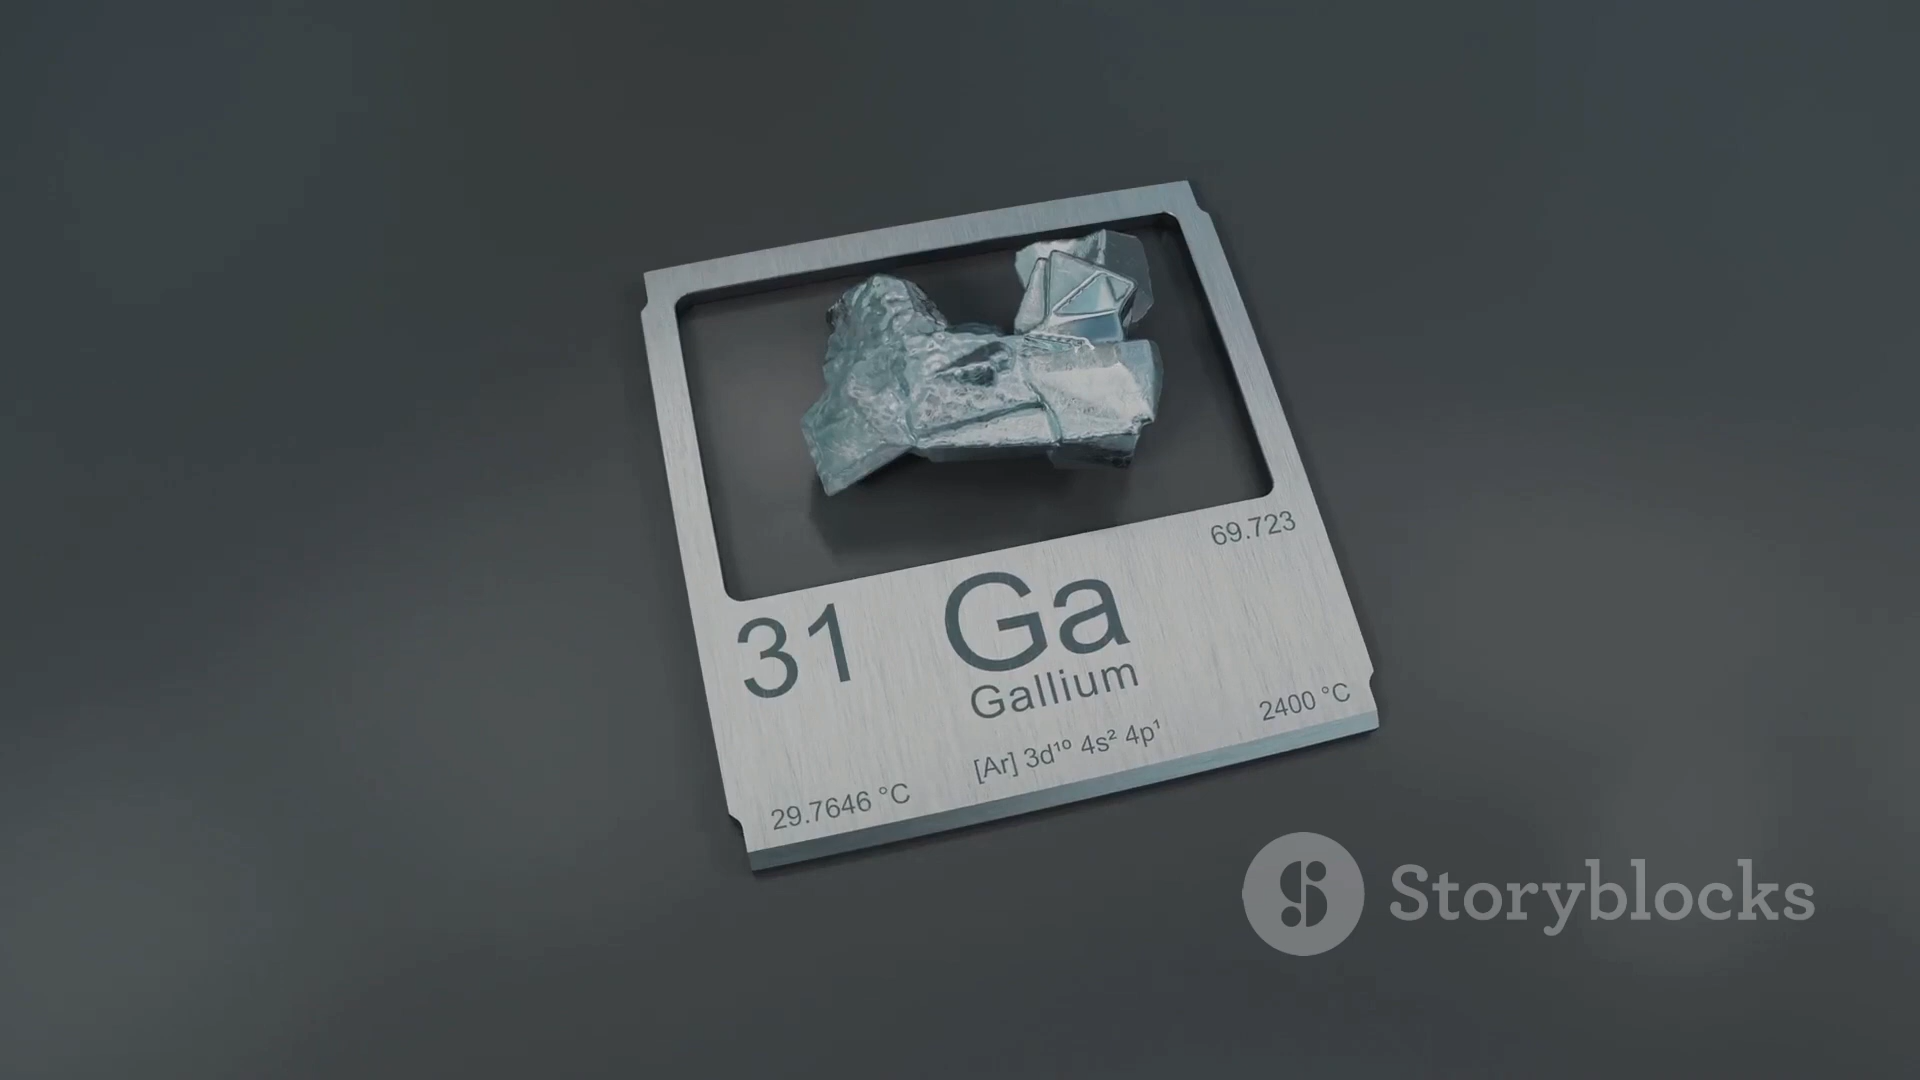 69.723
31 Ga
Gallium
[Ar] 3d¹⁰ 4s² 4p¹
2400 °C
29.7646 °C
Storyblocks